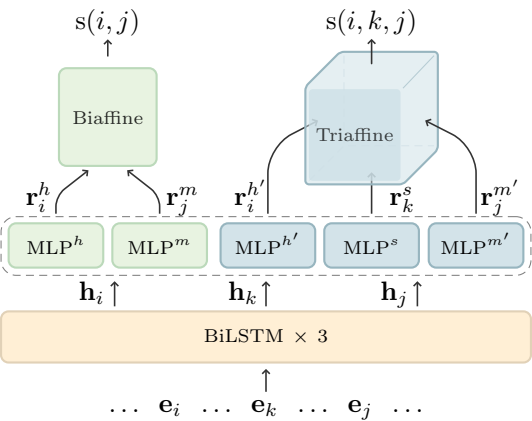 s(i, j) s(i, k, j)
Biaffine Triaffine
r_i^h r_j^m r_i^{h'} r_k^s r_j^{m'}
MLP^h MLP^m MLP^{h'} MLP^s MLP^{m'}
h_i h_k h_j
BiLSTM × 3
... e_i ... e_k ... e_j ...